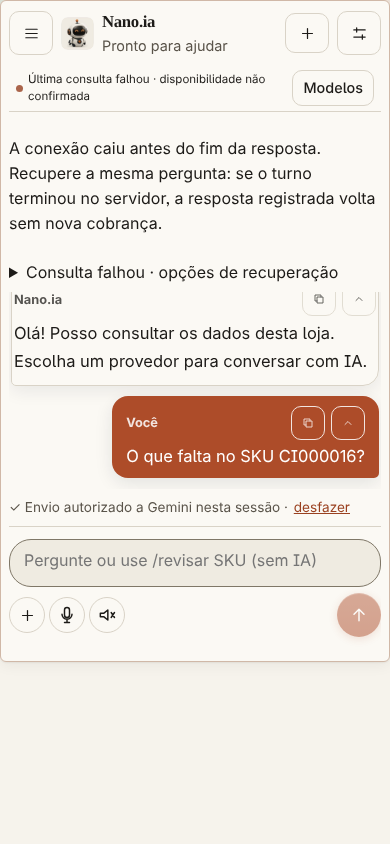 Nano.ia
Pronto para ajudar
Última consulta falhou · disponibilidade não
confirmada
Modelos
A conexão caiu antes do fim da resposta.
Recupere a mesma pergunta: se o turno
terminou no servidor, a resposta registrada volta
sem nova cobrança.
Consulta falhou · opções de recuperação
Nano.ia
Olá! Posso consultar os dados desta loja.
Escolha um provedor para conversar com IA.
Você
O que falta no SKU CI000016?
✓ Envio autorizado a Gemini nesta sessão · desfazer
Pergunte ou use /revisar SKU (sem IA)